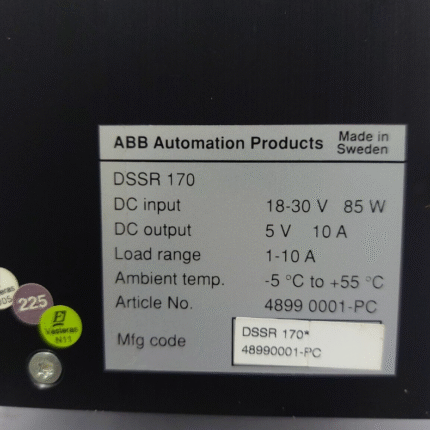 ABB Automation Products Made in Sweden
DSSR 170
DC input 18-30 V 85 W
DC output 5 V 10 A
Load range 1-10 A
Ambient temp. -5 °C to +55 °C
Article No. 4899 0001-PC
Mfg code
DSSR 170*
48990001-PC
225
Västerås
N11